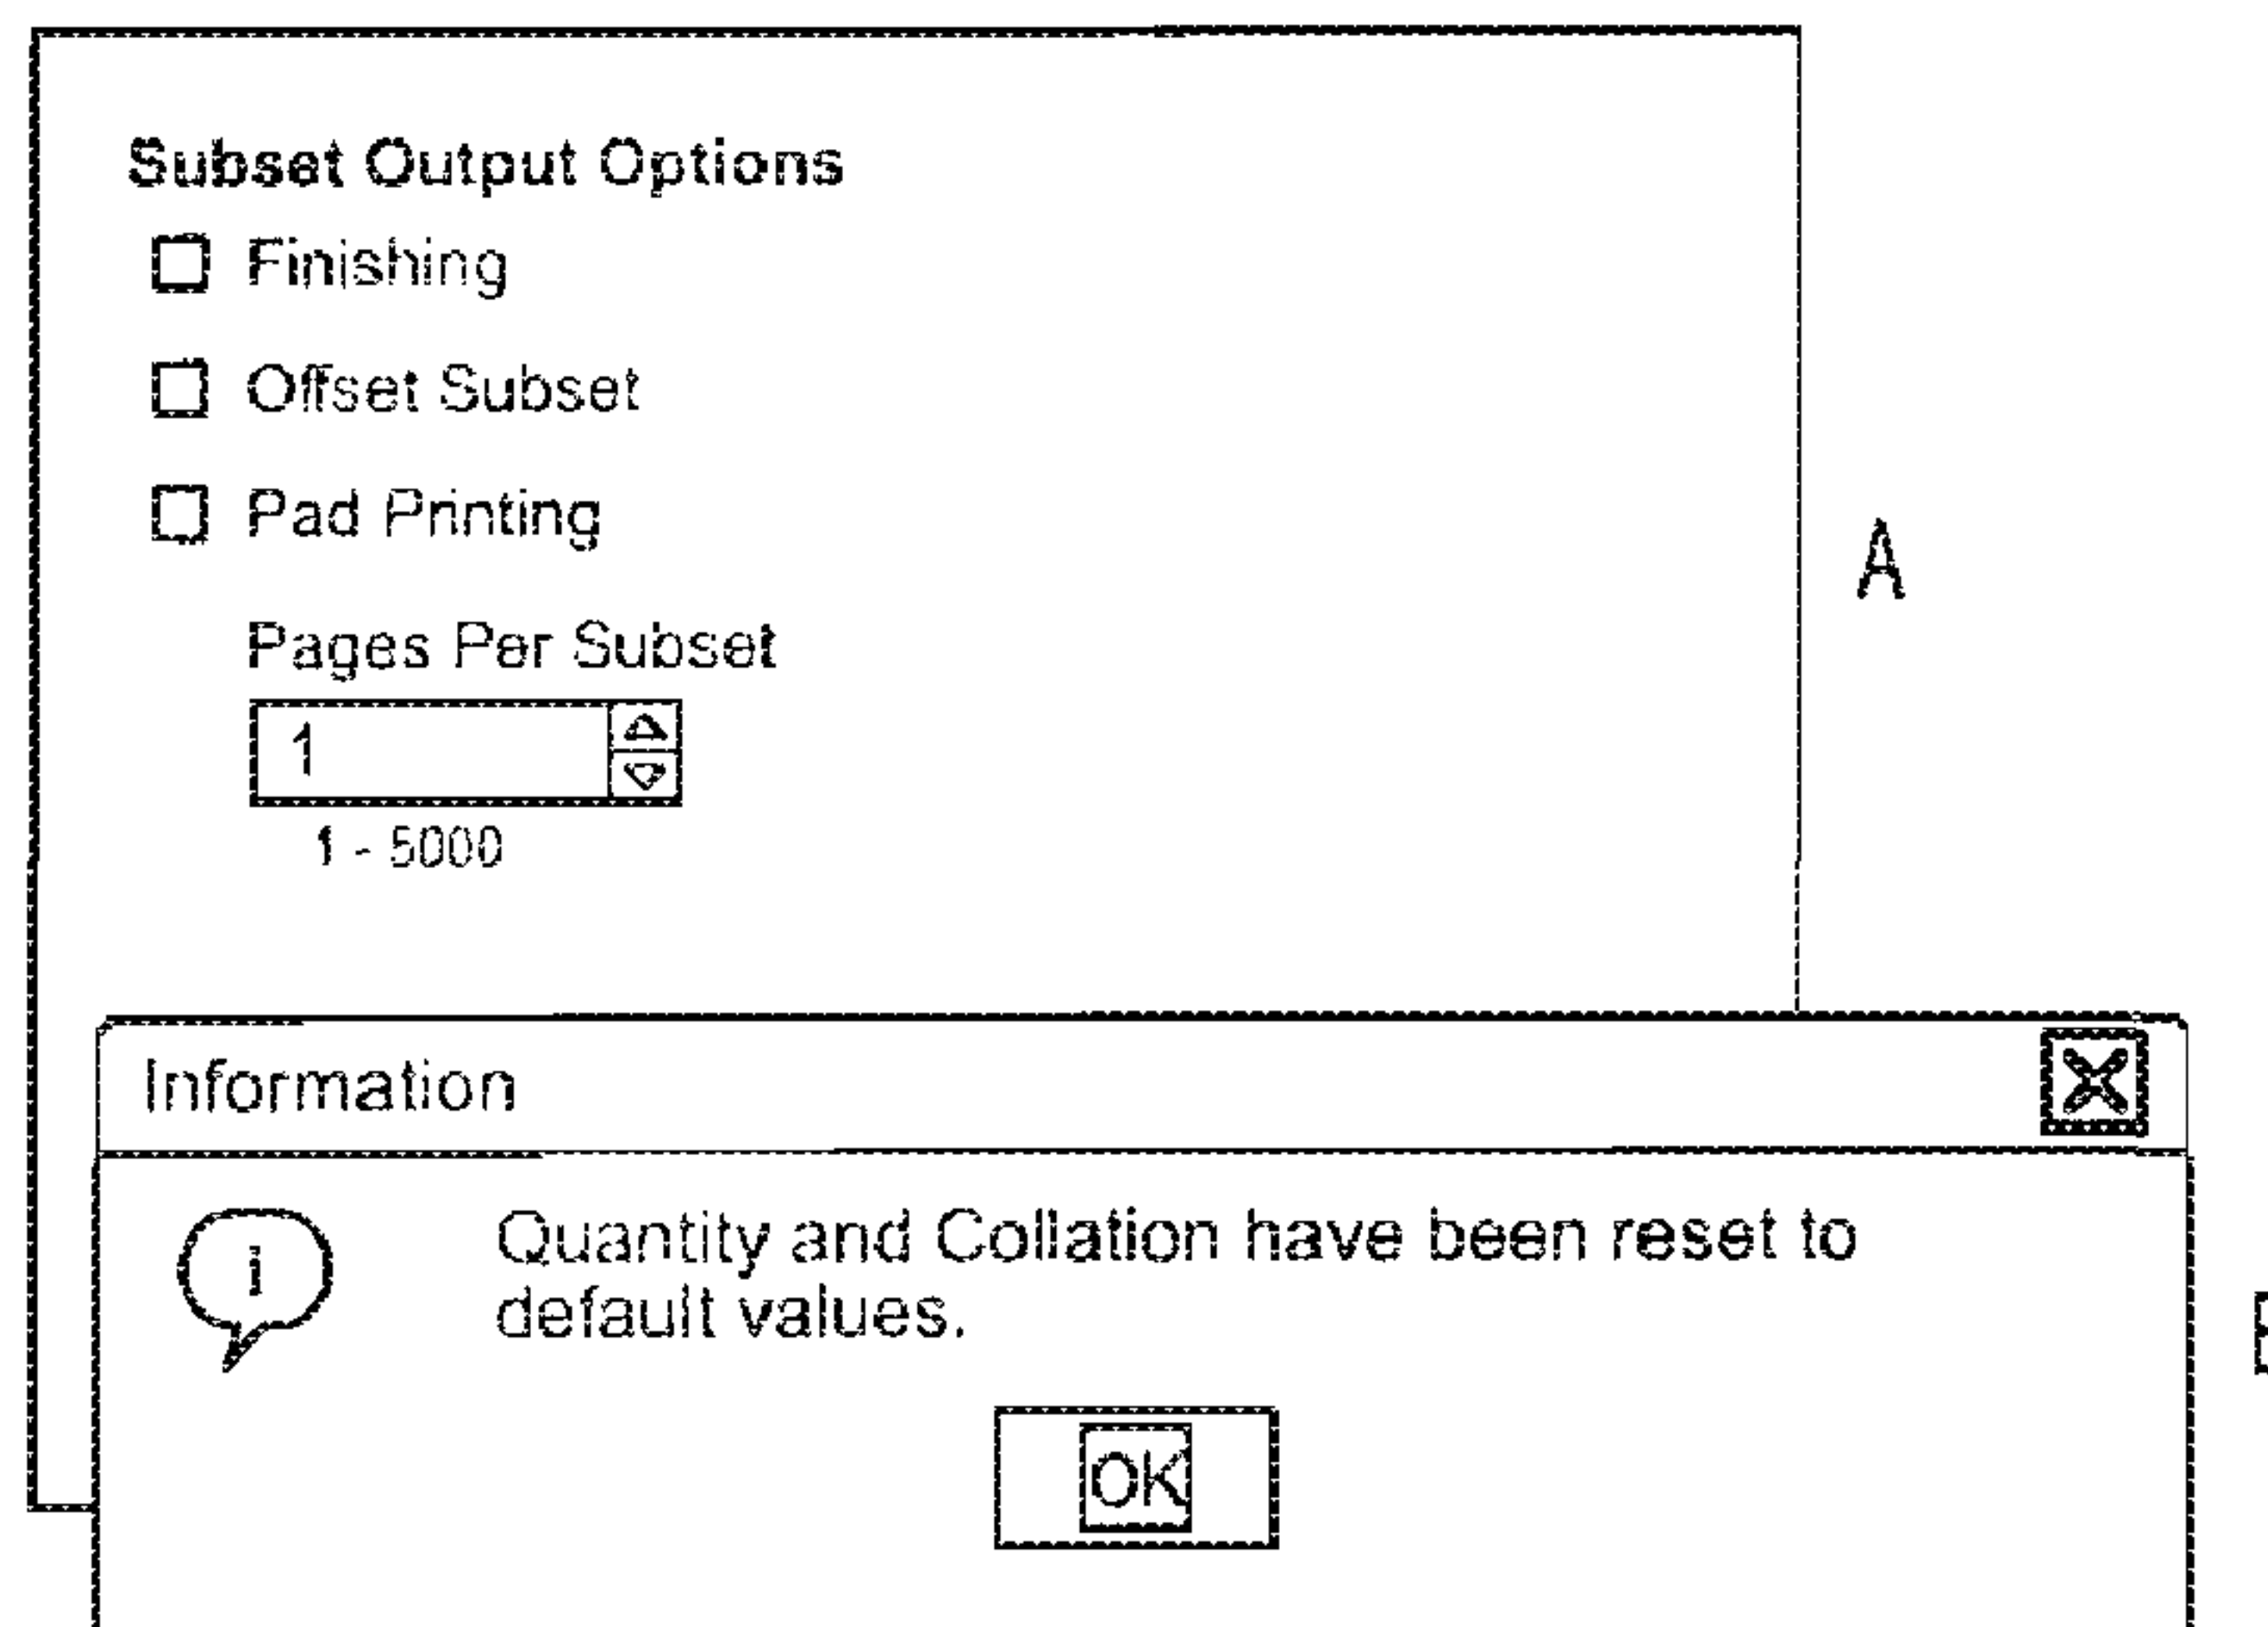 Subset Output Options
Finishing
Offset Subset
Pad Printing
A
Pages Per Subset
1
1 - 5000
Information
i
Quantity and Collation have been reset to
default values.
OK